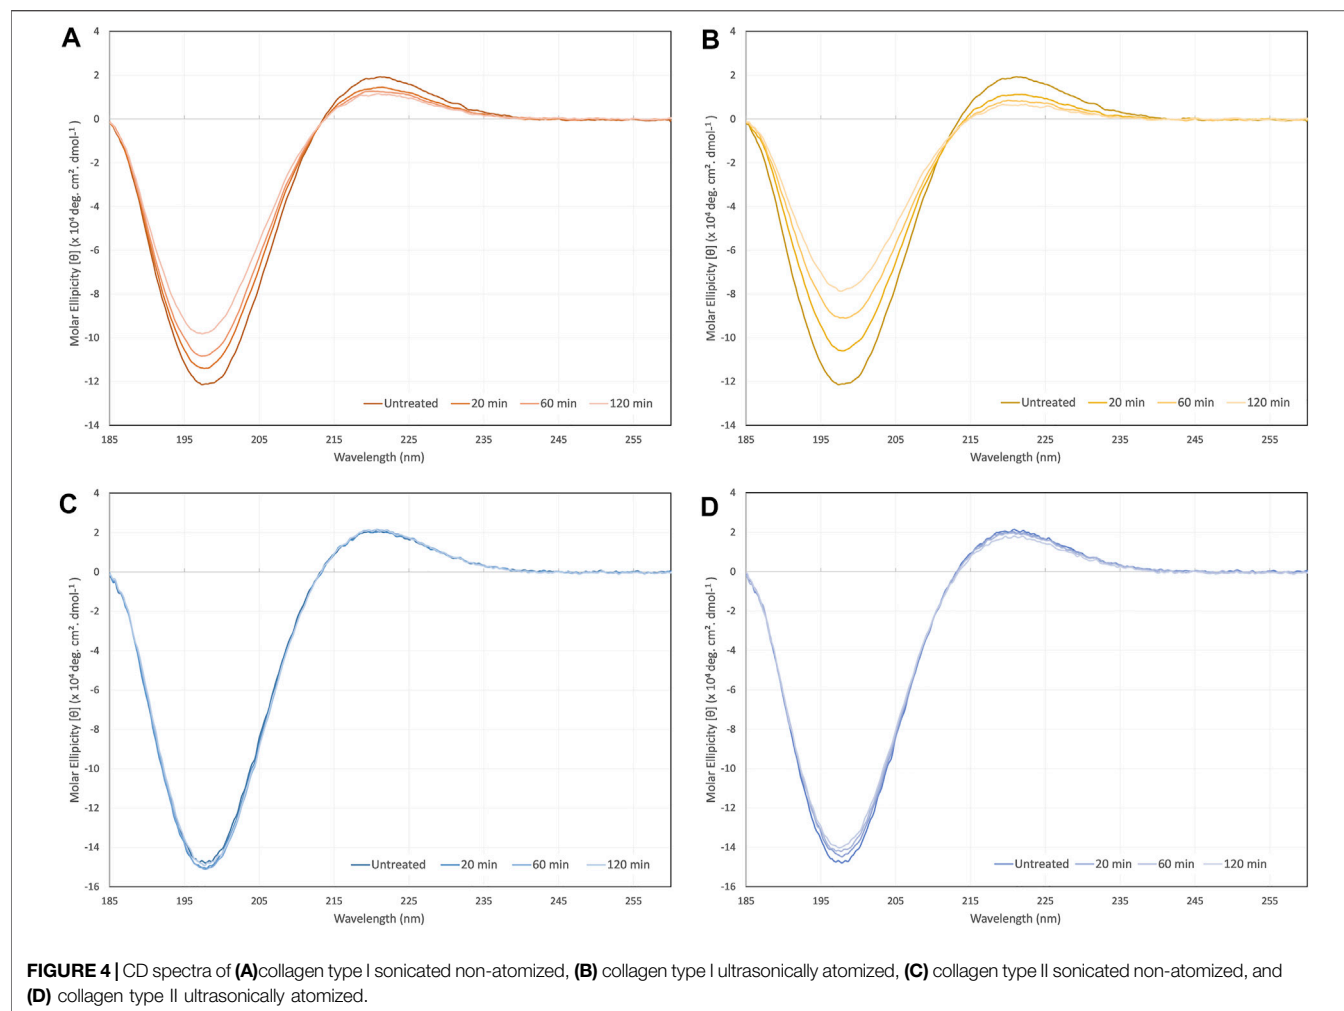 A
4
2
0
-2
-4
-6
-8
-10
-12
-14
Molar Ellipicity [θ] (x 10⁴ deg. cm². dmol-¹ )
Untreated 20 min 60 min 120 min
185 195 205 215 225 235 245 255
Wavelength (nm)
B
4
2
0
-2
-4
-6
-8
-10
-12
-14
Molar Ellipicity [θ] (x 10⁴ deg. cm². dmol-¹ )
Untreated 20 min 60 min 120 min
185 195 205 215 225 235 245 255
Wavelength (nm)
C
4
2
0
-2
-4
-6
-8
-10
-12
-14
-16
Molar Ellipicity [θ] (x 10⁴ deg. cm². dmol-¹ )
Untreated 20 min 60 min 120 min
185 195 205 215 225 235 245 255
Wavelength (nm)
D
4
2
0
-2
-4
-6
-8
-10
-12
-14
-16
Molar Ellipicity [θ] (x 10⁴ deg. cm². dmol-¹ )
Untreated 20 min 60 min 120 min
185 195 205 215 225 235 245 255
Wavelength (nm)
FIGURE 4 | CD spectra of (A)collagen type I sonicated non-atomized, (B) collagen type I ultrasonically atomized, (C) collagen type II sonicated non-atomized, and
(D) collagen type II ultrasonically atomized.